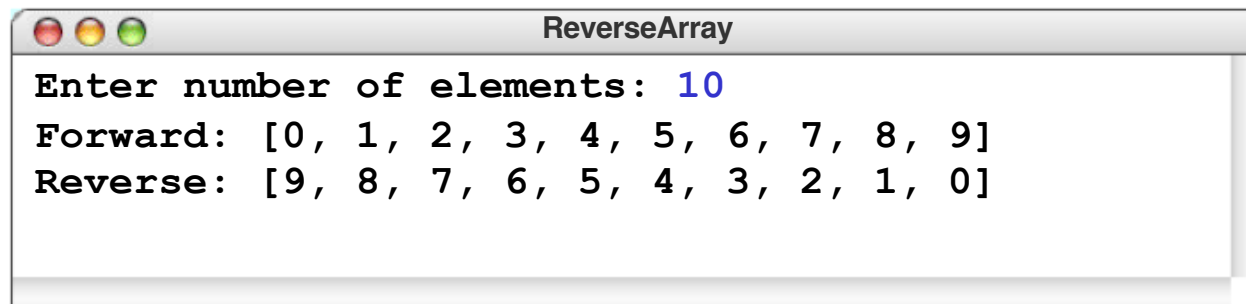 ReverseArray
Enter number of elements: 10
Forward: [0, 1, 2, 3, 4, 5, 6, 7, 8, 9]
Reverse: [9, 8, 7, 6, 5, 4, 3, 2, 1, 0]